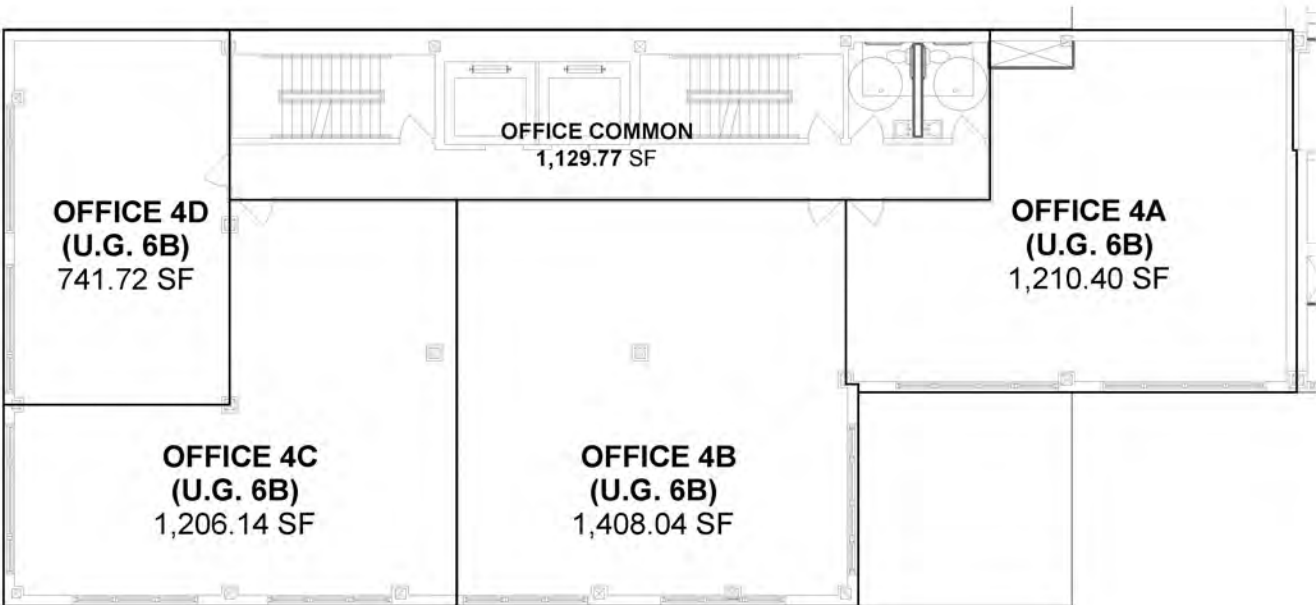 OFFICE COMMON
1,129.77 SF
OFFICE 4D
(U.G. 6B)
741.72 SF
OFFICE 4A
(U.G. 6B)
1,210.40 SF
OFFICE 4C
(U.G. 6B)
1,206.14 SF
OFFICE 4B
(U.G. 6B)
1,408.04 SF